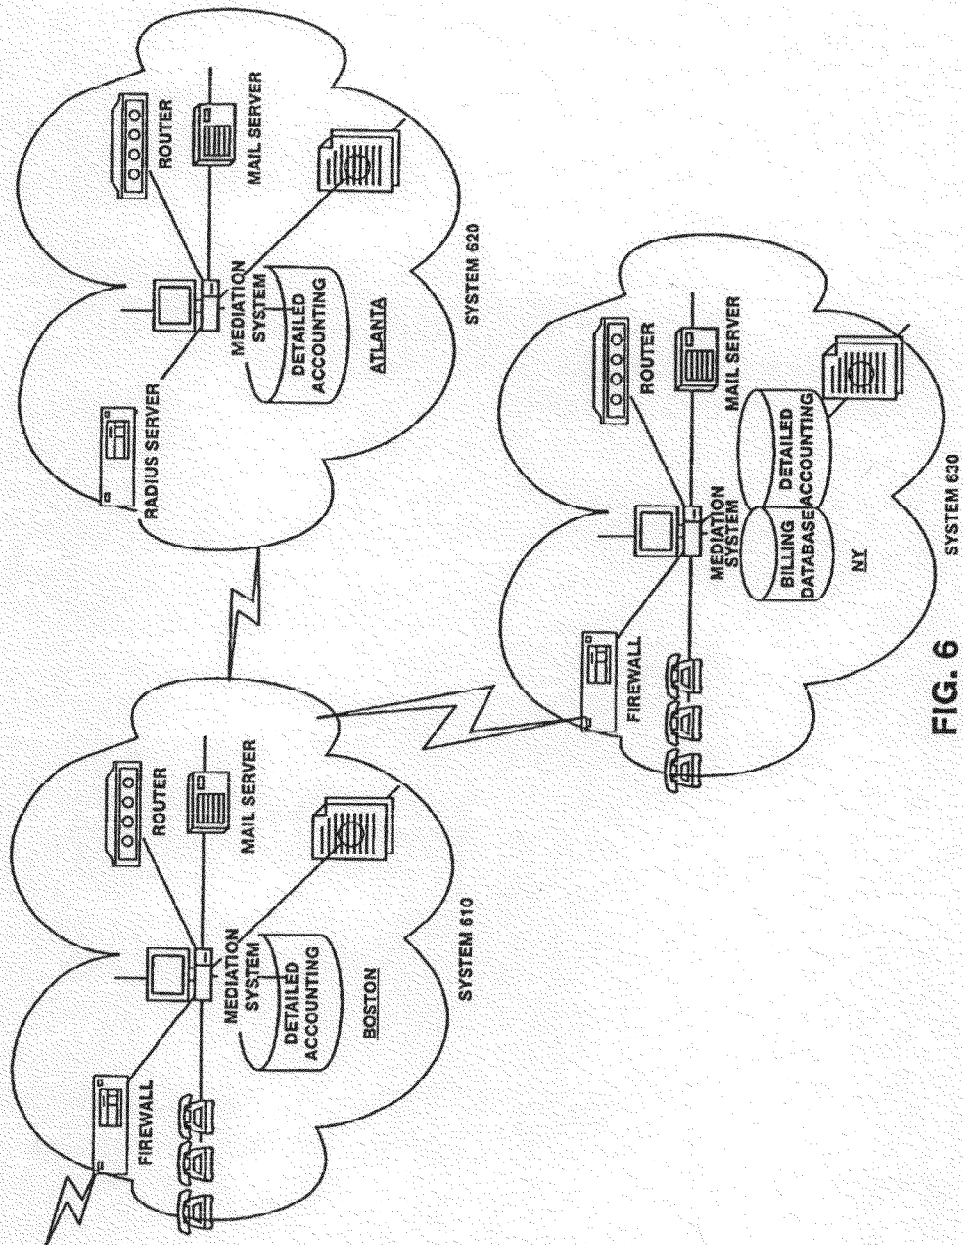 FIREWALL
ROUTER
MAIL SERVER
MEDIATION
SYSTEM
DETAILED
ACCOUNTING
BOSTON
SYSTEM 610
RADIUS SERVER
ROUTER
MAIL SERVER
MEDIATION
SYSTEM
DETAILED
ACCOUNTING
ATLANTA
SYSTEM 620
FIREWALL
ROUTER
MAIL SERVER
MEDIATION
SYSTEM
BILLING
DATABASE
DETAILED
ACCOUNTING
NY
SYSTEM 630
FIG. 6